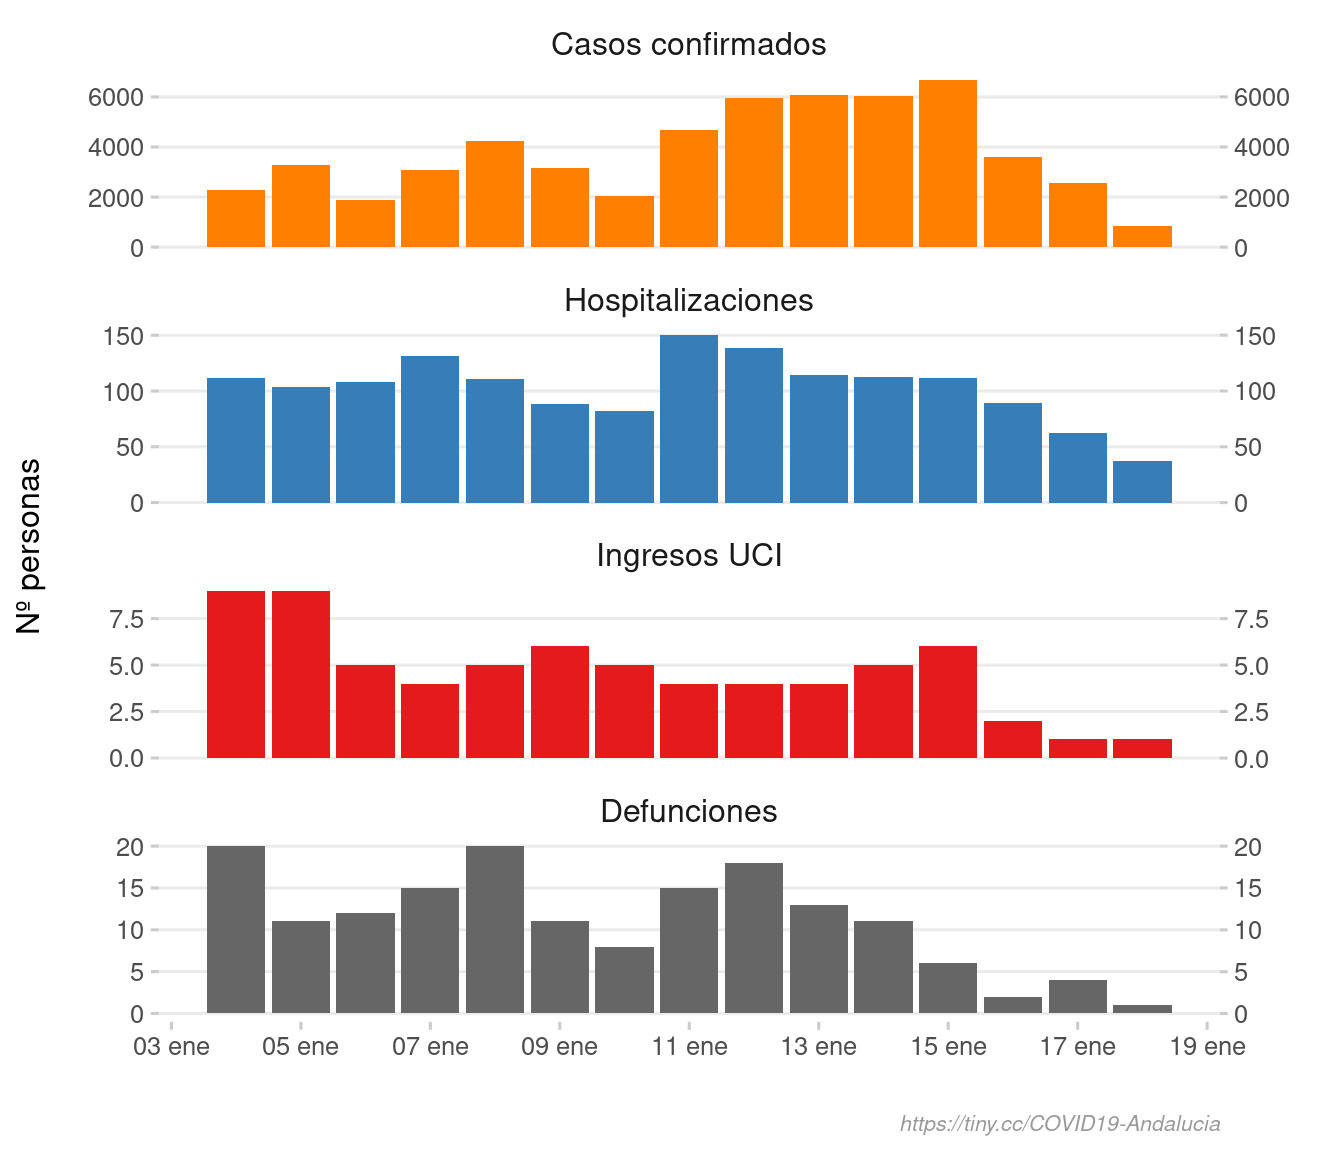 Casos confirmados
6000 6000
4000 4000
2000 2000
0 0
Hospitalizaciones
150 150
100 100
50 50
0 0
Nº personas
Ingresos UCI
7.5 7.5
5.0 5.0
2.5 2.5
0.0 0.0
Defunciones
20 20
15 15
10 10
5 5
0 0
03 ene 05 ene 07 ene 09 ene 11 ene 13 ene 15 ene 17 ene 19 ene
https://tiny.cc/COVID19-Andalucia